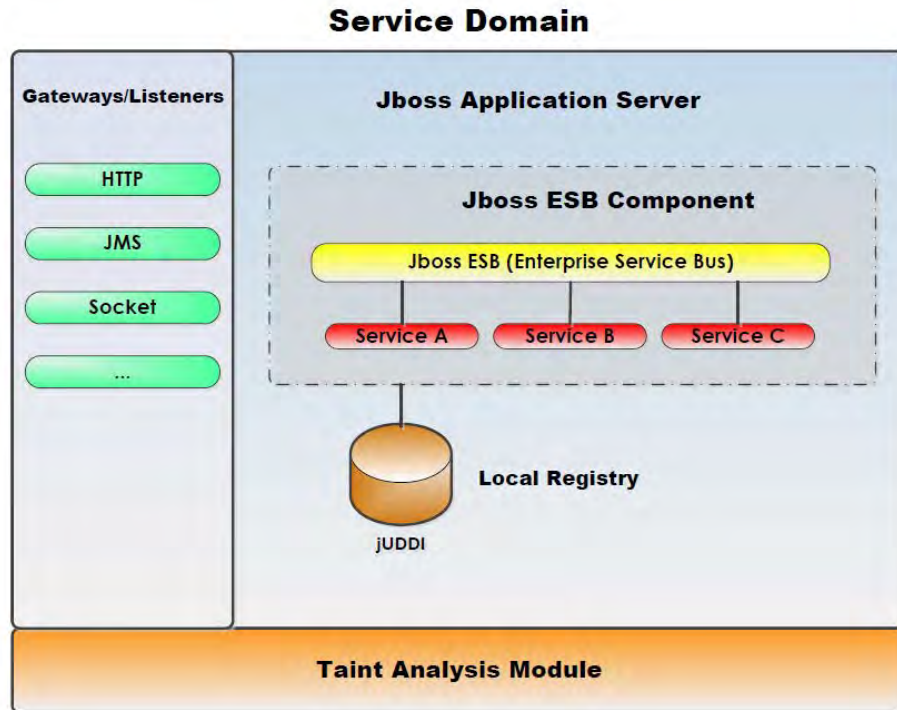 Service Domain
Gateways/Listeners
HTTP
JMS
Socket
...
Jboss Application Server
Jboss ESB Component
Jboss ESB (Enterprise Service Bus)
Service A
Service B
Service C
Local Registry
jUDDI
Taint Analysis Module